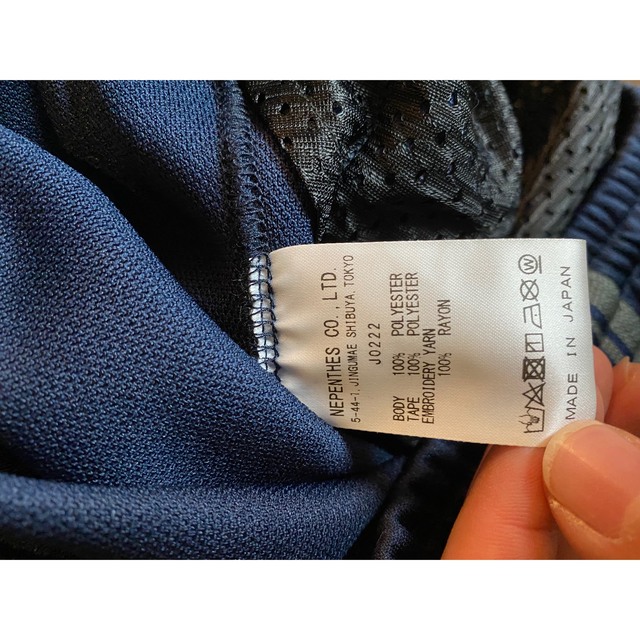 NEPENTHES CO., LTD.
5-44-1, JINGUMAE SHIBUYA, TOKYO
J0222
BODY 100% POLYESTER
TAPE 100% POLYESTER
EMBROIDERY YARN
100% RAYON
W
MADE IN JAPAN